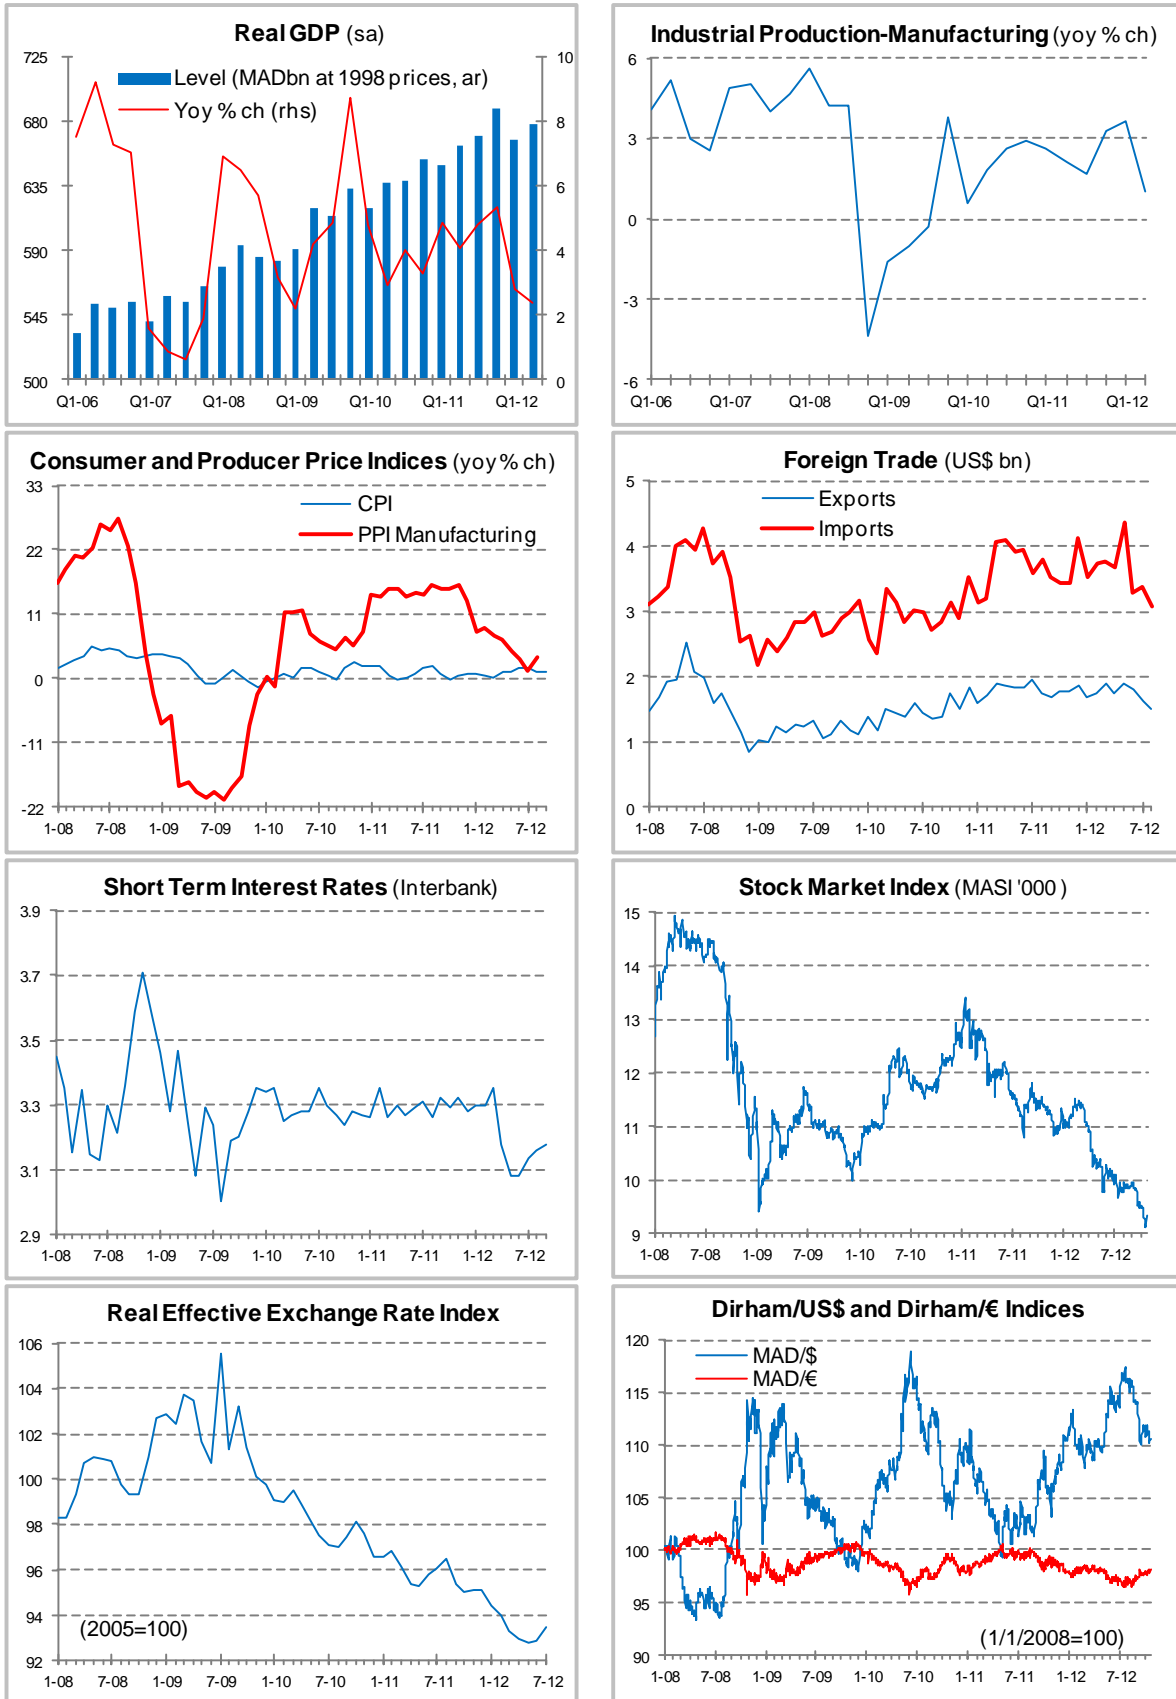 Real GDP (sa)
725
680
635
590
545
500
10
8
6
4
2
0
Level (MADbn at 1998 prices, ar)
Yoy % ch (rhs)
Q1-06 Q1-07 Q1-08 Q1-09 Q1-10 Q1-11 Q1-12
Industrial Production-Manufacturing (yoy % ch)
6
3
0
-3
-6
Q1-06 Q1-07 Q1-08 Q1-09 Q1-10 Q1-11 Q1-12
Consumer and Producer Price Indices (yoy % ch)
33
22
11
0
-11
-22
CPI
PPI Manufacturing
1-08 7-08 1-09 7-09 1-10 7-10 1-11 7-11 1-12 7-12
Foreign Trade (US$ bn)
5
4
3
2
1
0
Exports
Imports
1-08 7-08 1-09 7-09 1-10 7-10 1-11 7-11 1-12 7-12
Short Term Interest Rates (Interbank)
3.9
3.7
3.5
3.3
3.1
2.9
1-08 7-08 1-09 7-09 1-10 7-10 1-11 7-11 1-12 7-12
Stock Market Index (MASI '000)
15
14
13
12
11
10
9
1-08 7-08 1-09 7-09 1-10 7-10 1-11 7-11 1-12 7-12
Real Effective Exchange Rate Index
106
104
102
100
98
96
94
92
(2005=100)
1-08 7-08 1-09 7-09 1-10 7-10 1-11 7-11 1-12 7-12
Dirham/US$ and Dirham/€ Indices
120
115
110
105
100
95
90
MAD/$
MAD/€
(1/1/2008=100)
1-08 7-08 1-09 7-09 1-10 7-10 1-11 7-11 1-12 7-12